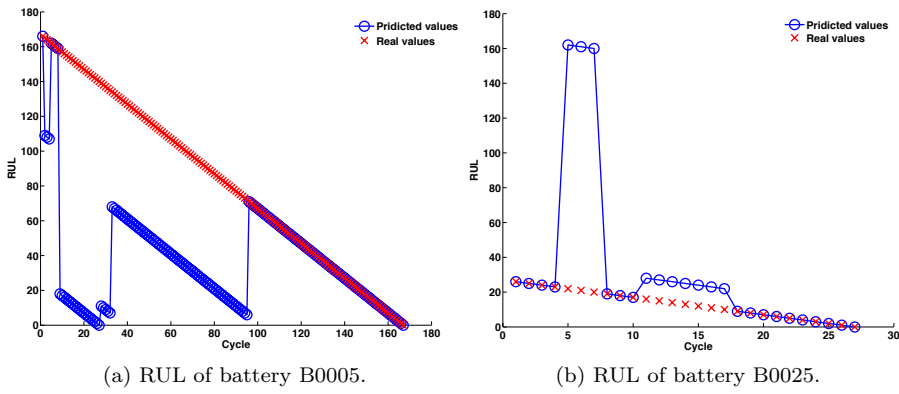 180
160
140
120
100
80
60
40
20
0
RUL
0 20 40 60 80 100 120 140 160 180
Cycle
Pridicted values
Real values
(a) RUL of battery B0005.
180
160
140
120
100
80
60
40
20
0
RUL
0 5 10 15 20 25 30
Cycle
Pridicted values
Real values
(b) RUL of battery B0025.